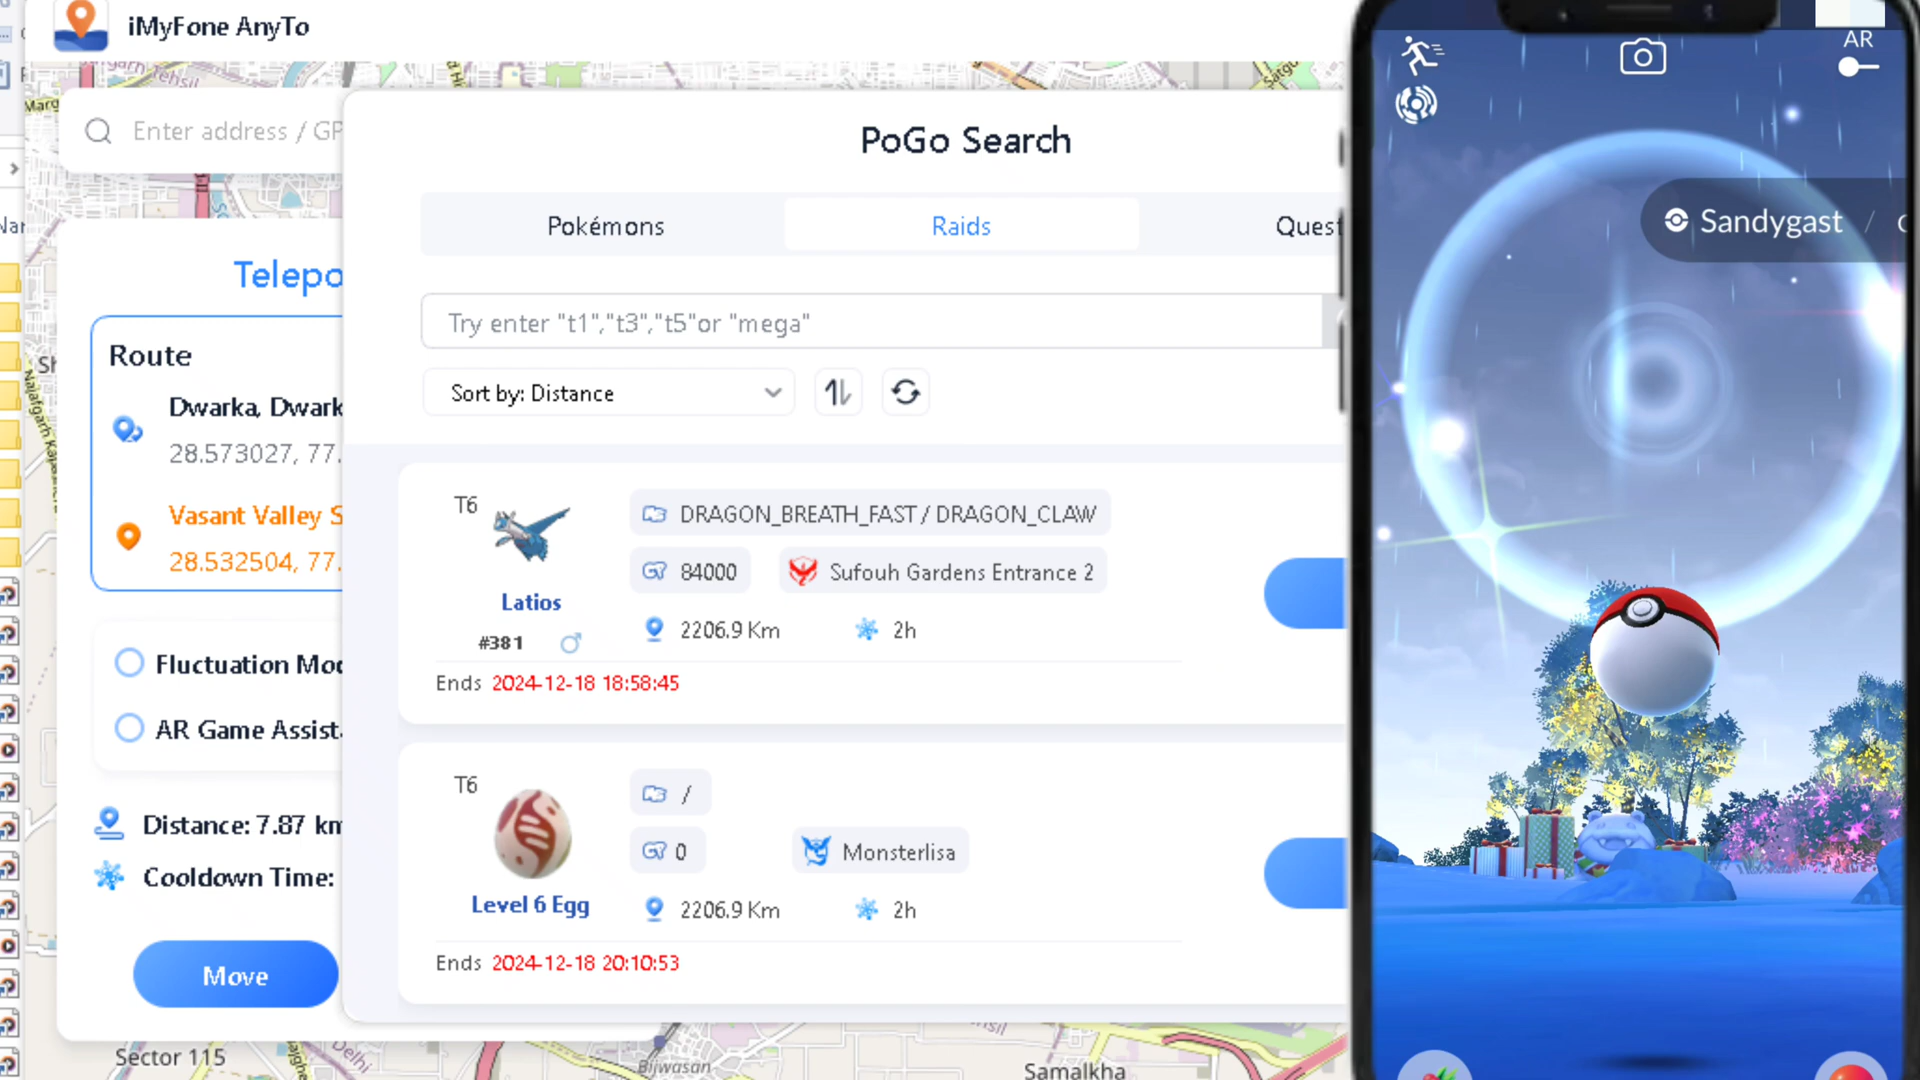 iMyFone AnyTo
Enter address / GP
Telepo
Route
Dwarka, Dwark
28.573027, 77.
Vasant Valley S
28.532504, 77.
Fluctuation Mod
AR Game Assist
Distance: 7.87 km
Cooldown Time:
Move
PoGo Search
Pokémons
Raids
Quest
Try enter "t1","t3","t5"or "mega"
Sort by: Distance
T6
DRAGON_BREATH_FAST / DRAGON_CLAW
84000
Sufouh Gardens Entrance 2
Latios
#381
2206.9 Km
2h
Ends 2024-12-18 18:58:45
T6
/
0
Monsterlisa
Level 6 Egg
2206.9 Km
2h
Ends 2024-12-18 20:10:53
AR
Sandygast /
Sector 115
Delhi
Bijwasan
Samalkha